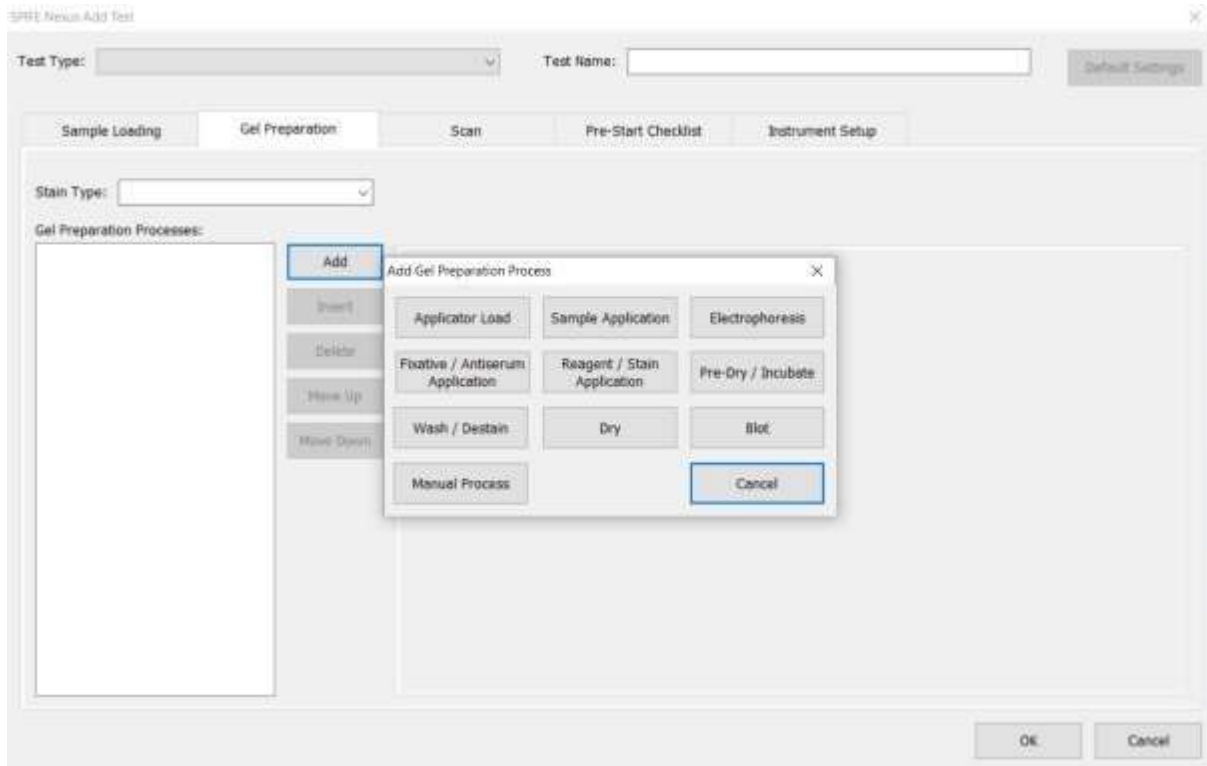 SPIFE Nexus Add Test
Test Type:
Test Name:
Default Settings
Sample Loading
Gel Preparation
Scan
Pre-Start Checklist
Instrument Setup
Stain Type:
Gel Preparation Processes:
Add
Insert
Delete
Move Up
Move Down
Add Gel Preparation Process
Applicator Load
Sample Application
Electrophoresis
Fixative / Antiserum
Application
Reagent / Stain
Application
Pre-Dry / Incubate
Wash / Destain
Dry
Blot
Manual Process
Cancel
OK
Cancel